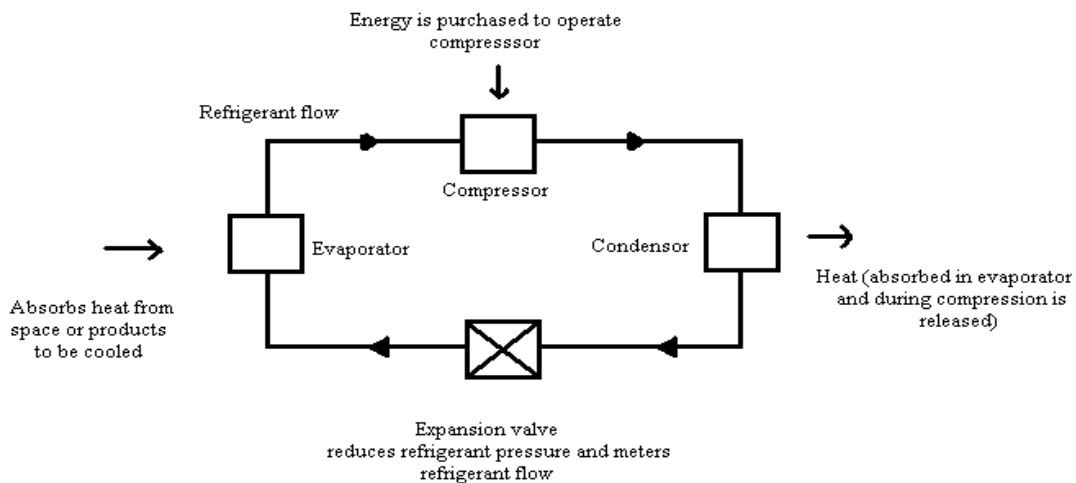 Energy is purchased to operate
compresssor
Refrigerant flow
Compressor
Evaporator
Condensor
Absorbs heat from
space or products
to be cooled
Heat (absorbed in evaporator
and during compression is
released)
Expansion valve
reduces refrigerant pressure and meters
refrigerant flow